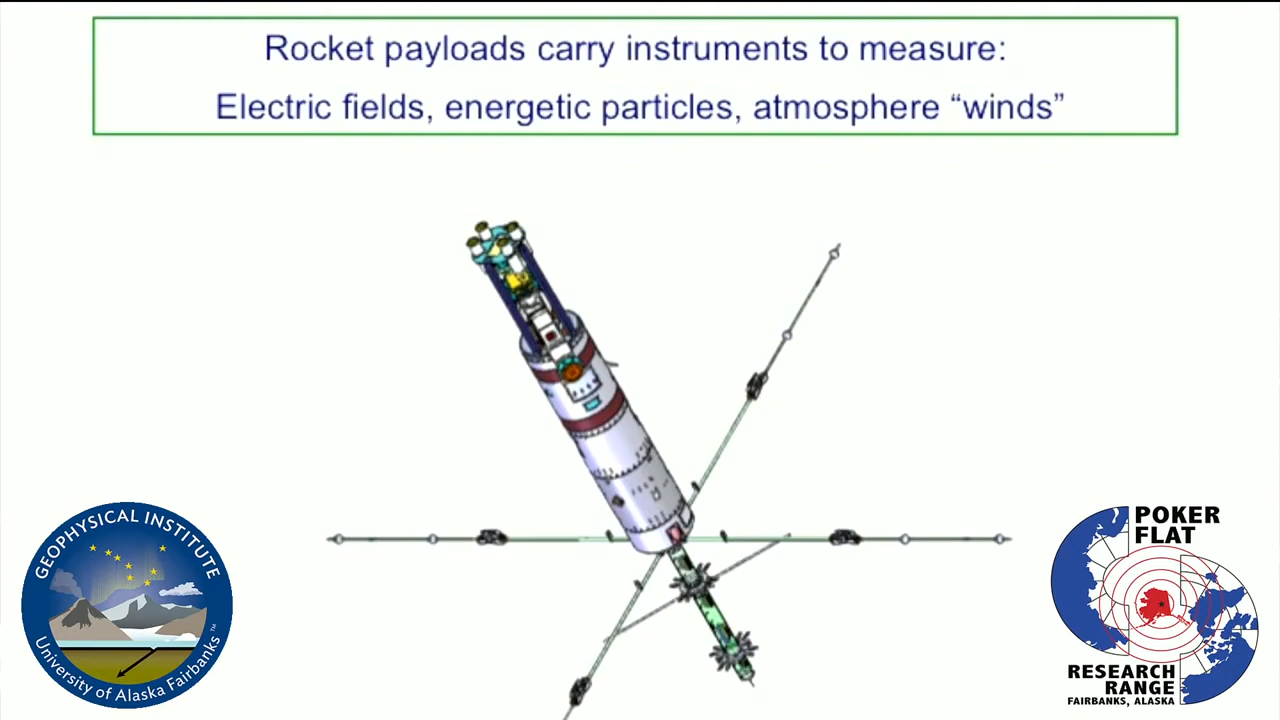 Rocket payloads carry instruments to measure:
Electric fields, energetic particles, atmosphere “winds”
GEOPHYSICAL INSTITUTE
University of Alaska Fairbanks™
POKER
FLAT
RESEARCH
RANGE
FAIRBANKS, ALASKA